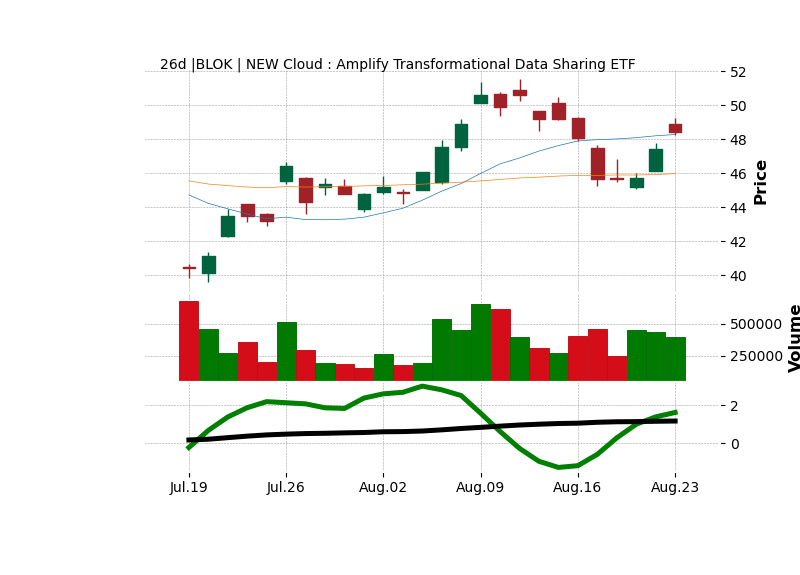 26d |BLOK | NEW Cloud : Amplify Transformational Data Sharing ETF
52
50
48
46
44
42
40
Price
500000
250000
Volume
2
0
Jul.19 Jul.26 Aug.02 Aug.09 Aug.16 Aug.23